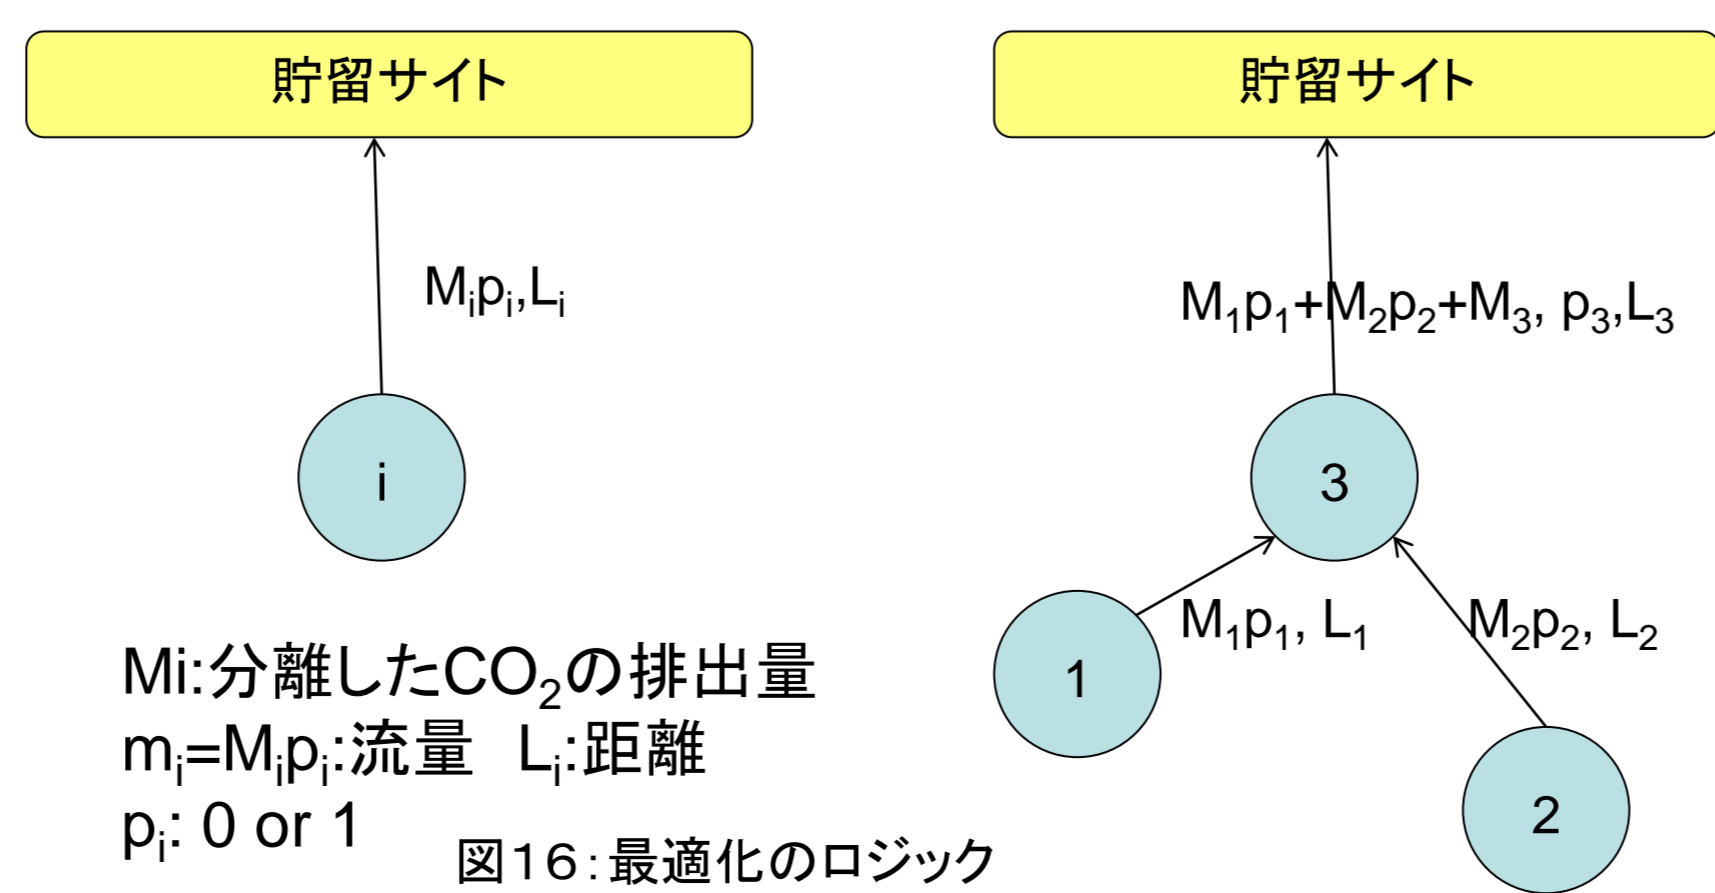 貯留サイト
M₁p₁,L₁
i
Mi:分離したCO₂の排出量
mᵢ=Mᵢpᵢ:流量 Lᵢ:距離
pᵢ: 0 or 1
図16:最適化のロジック
貯留サイト
M₁p₁+M₂p₂+M₃, p₃,L₃
3
M₁p₁, L₁
M₂p₂, L₂
1
2